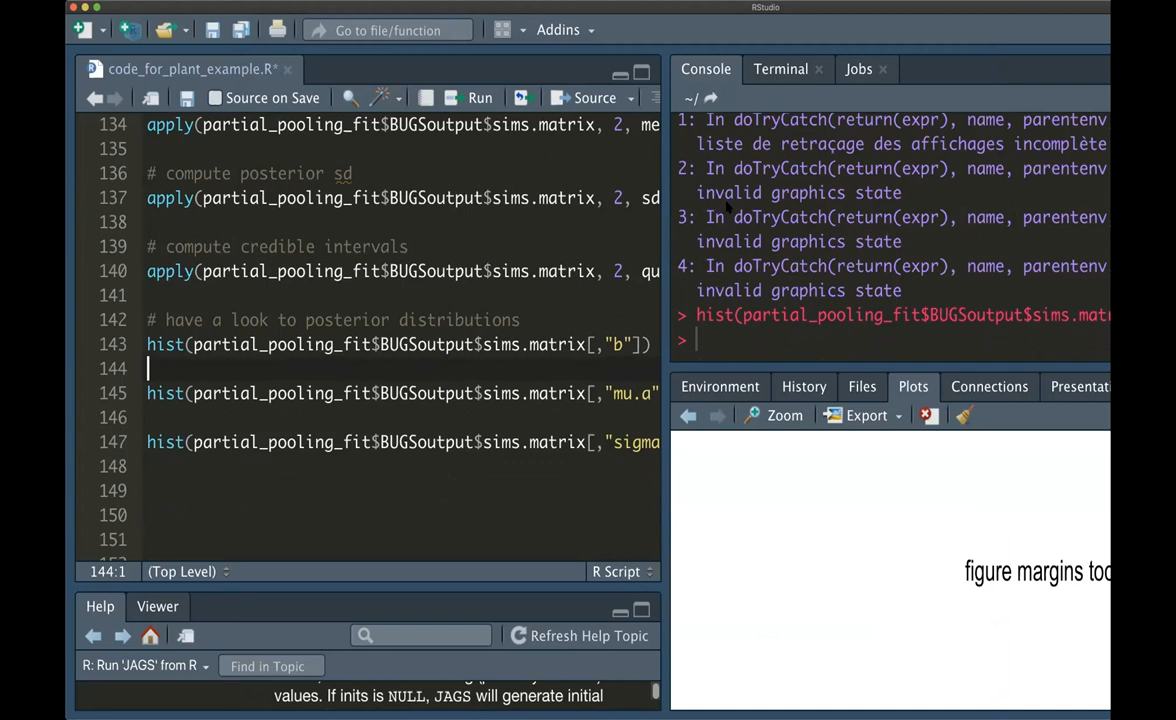 RStudio
Go to file/function
Addins
code_for_plant_example.R*
Source on Save
Run
Source
134 apply(partial_pooling_fit$BUGSoutput$sims.matrix, 2, me
135
136 # compute posterior sd
137 apply(partial_pooling_fit$BUGSoutput$sims.matrix, 2, sd
138
139 # compute credible intervals
140 apply(partial_pooling_fit$BUGSoutput$sims.matrix, 2, qu
141
142 # have a look to posterior distributions
143 hist(partial_pooling_fit$BUGSoutput$sims.matrix[,"b"])
144
145 hist(partial_pooling_fit$BUGSoutput$sims.matrix[,"mu.a"
146
147 hist(partial_pooling_fit$BUGSoutput$sims.matrix[,"sigma
148
149
150
151
144:1 (Top Level) R Script
Help Viewer
Refresh Help Topic
R: Run 'JAGS' from R Find in Topic
values. If inits is NULL, JAGS will generate initial
Console Terminal Jobs
~/
1: In doTryCatch(return(expr), name, parentenv
liste de retraçage des affichages incomplète
2: In doTryCatch(return(expr), name, parentenv
invalid graphics state
3: In doTryCatch(return(expr), name, parentenv
invalid graphics state
4: In doTryCatch(return(expr), name, parentenv
invalid graphics state
> hist(partial_pooling_fit$BUGSoutput$sims.mat
>
Environment History Files Plots Connections Presentat
Zoom Export
figure margins too